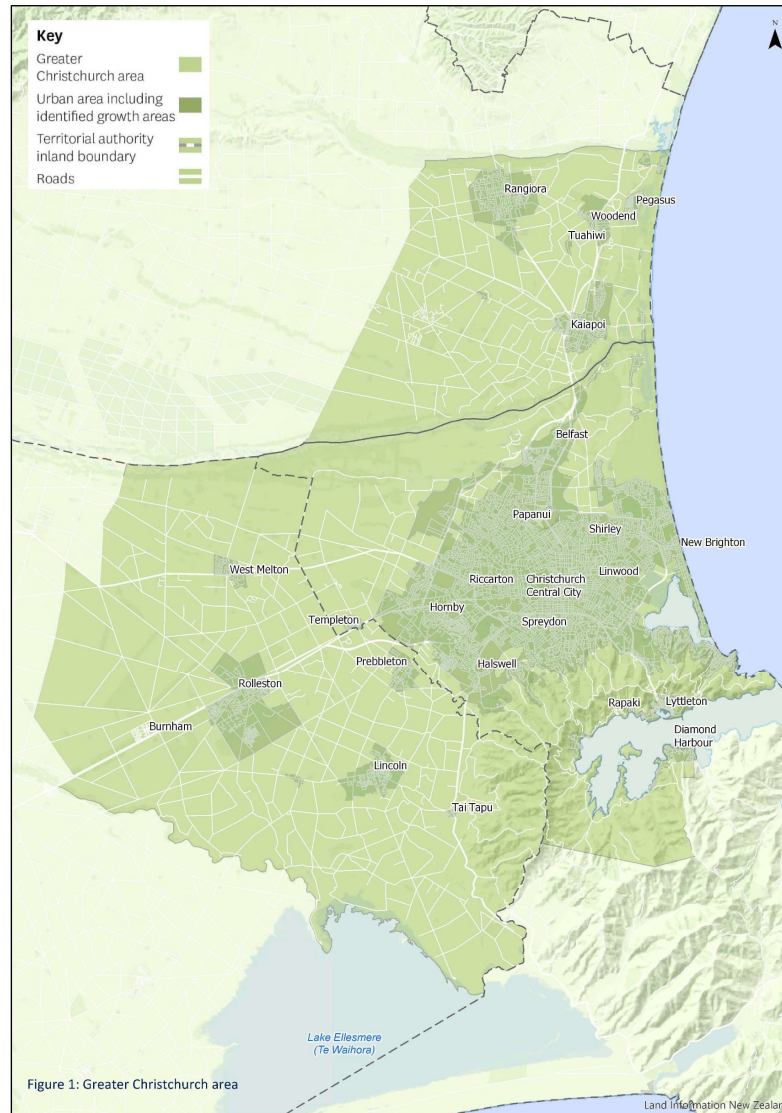 Key
Greater
Christchurch area
Urban area including
identified growth areas
Territorial authority
inland boundary
Roads
N
Rangiora
Pegasus
Woodend
Tuahiwi
Kaiapoi
Belfast
Papanui
Shirley
New Brighton
West Melton
Linwood
Riccarton
Christchurch
Central City
Hornby
Templeton
Spreydon
Prebbleton
Halswell
Rolleston
Rapaki
Lyttleton
Burnham
Diamond
Harbour
Lincoln
Tai Tapu
Lake Ellesmere
(Te Waihora)
Figure 1: Greater Christchurch area
Land Information New Zealan